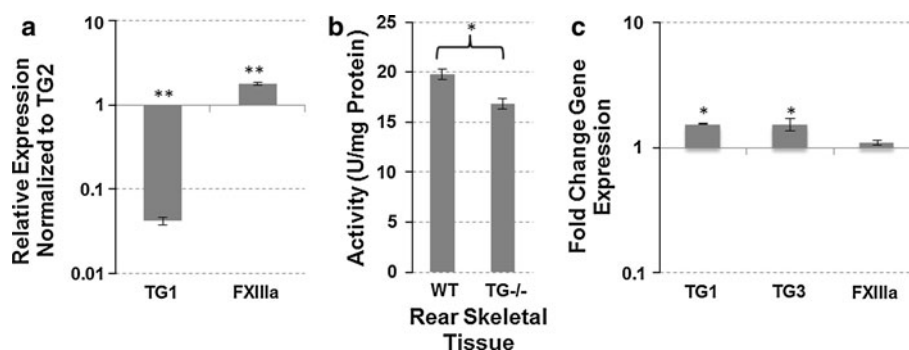 a
Relative Expression
Normalized to TG2
10
1
0.1
0.01
**
**
TG1
FXIIIa
b
Activity (U/mg Protein)
25
20
15
10
5
0
*
WT
TG-/-
Rear Skeletal
Tissue
c
Fold Change Gene
Expression
10
1
0.1
*
*
TG1
TG3
FXIIIa